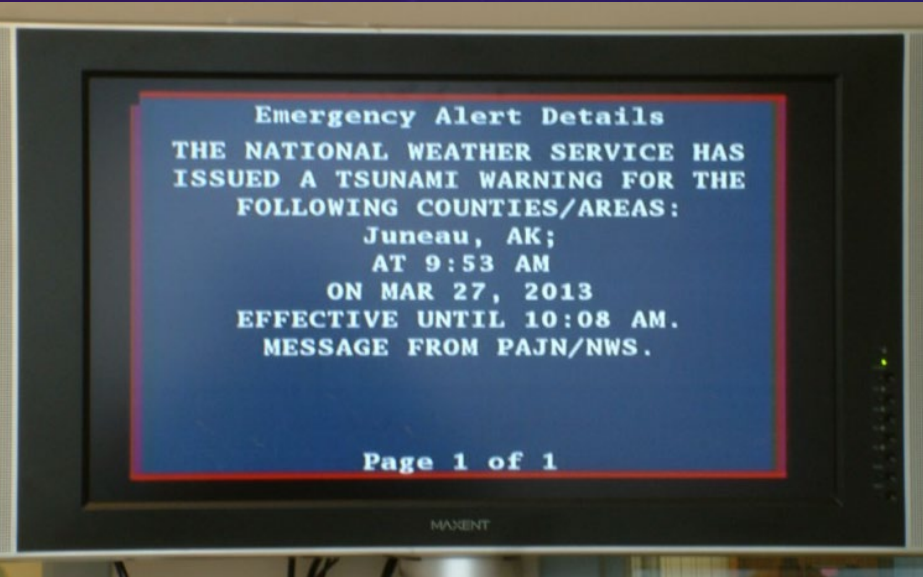 Emergency Alert Details
THE NATIONAL WEATHER SERVICE HAS
ISSUED A TSUNAMI WARNING FOR THE
FOLLOWING COUNTIES/AREAS:
Juneau, AK;
AT 9:53 AM
ON MAR 27, 2013
EFFECTIVE UNTIL 10:08 AM.
MESSAGE FROM PAJN/NWS.
Page 1 of 1
MAXENT